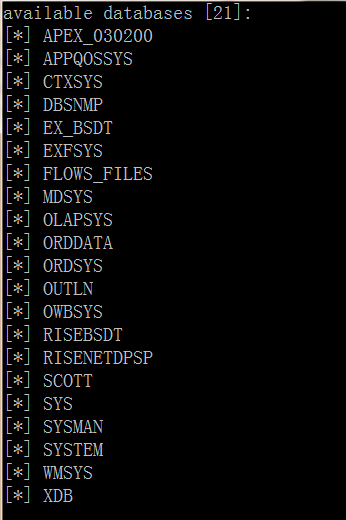 available databases [21]:
[*] APEX_030200
[*] APPQOSSYS
[*] CTXSYS
[*] DBSNMP
[*] EX_BSDT
[*] EXFSYS
[*] FLOWS_FILES
[*] MDSYS
[*] OLAPSYS
[*] ORDDATA
[*] ORDSYS
[*] OUTLN
[*] OWBSYS
[*] RISEBSDT
[*] RISENETDPSP
[*] SCOTT
[*] SYS
[*] SYSMAN
[*] SYSTEM
[*] WMSYS
[*] XDB